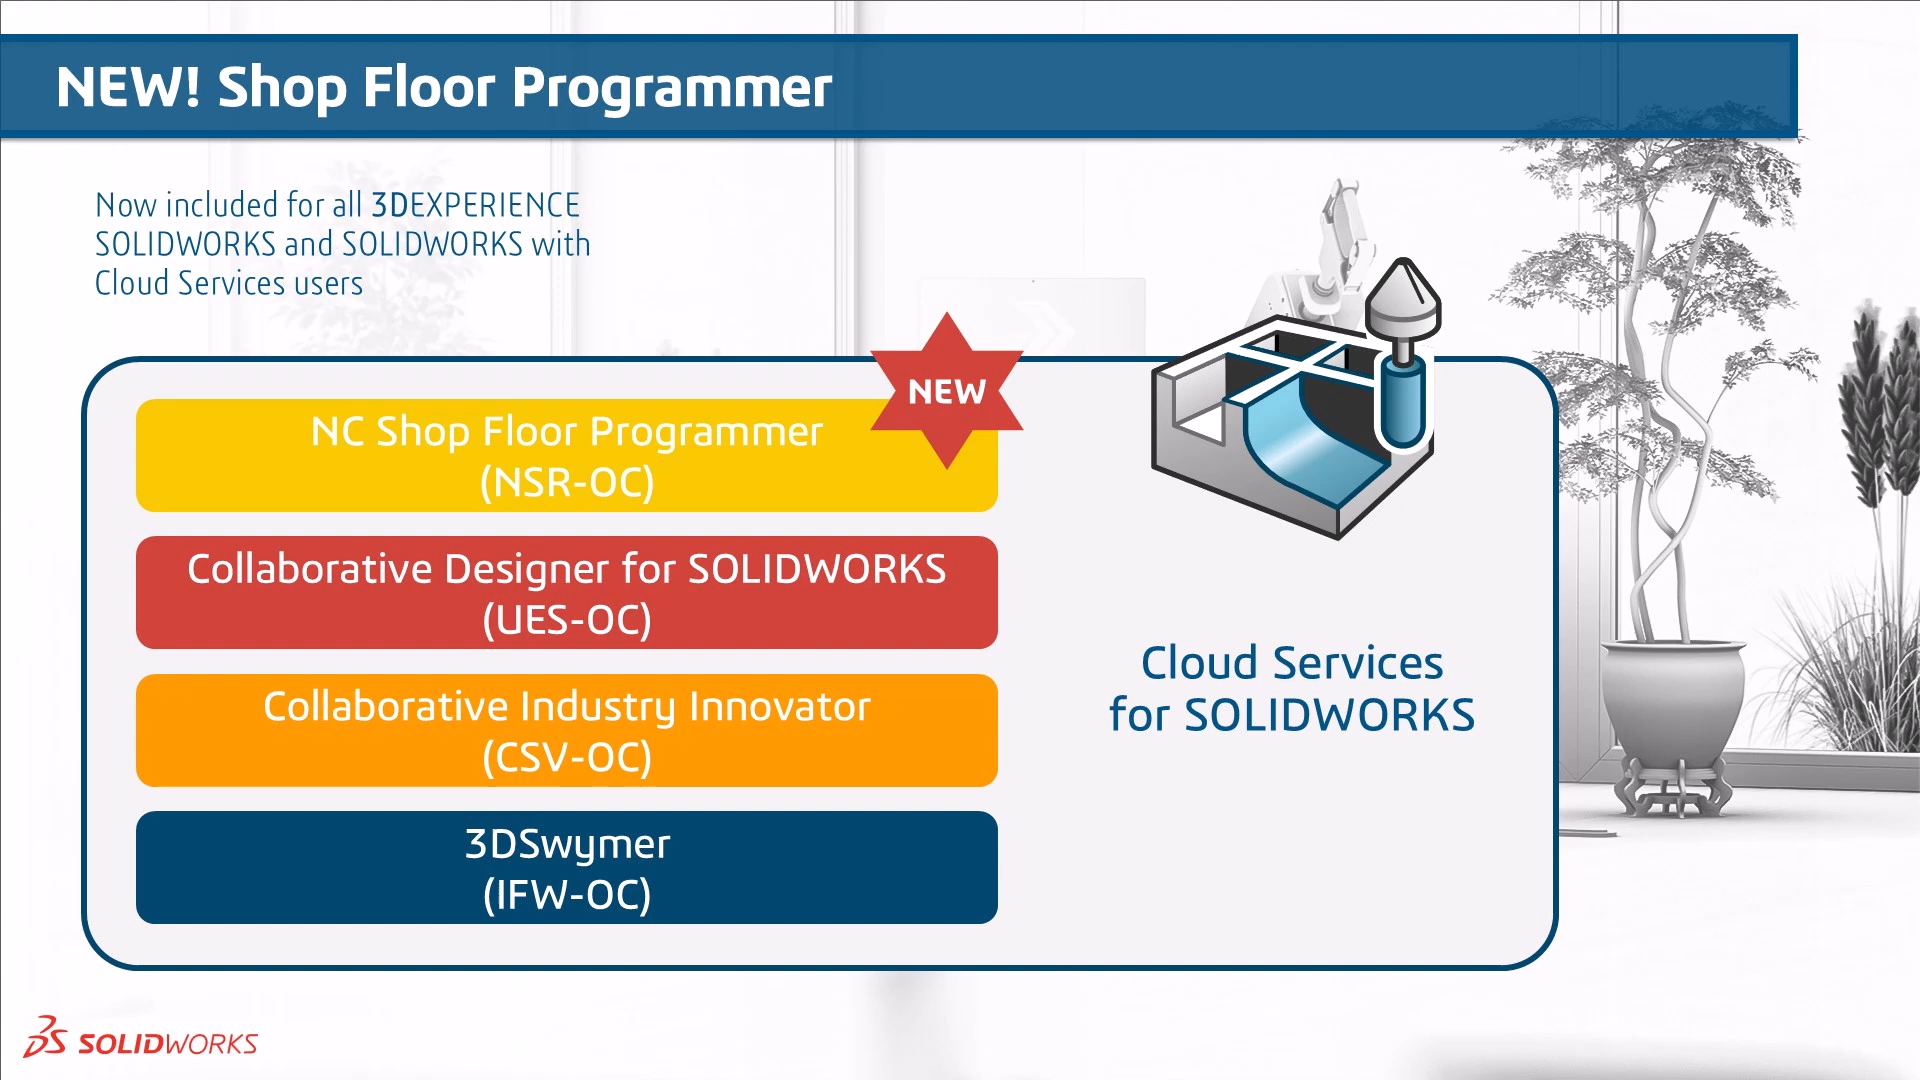 NEW! Shop Floor Programmer
Now included for all 3DEXPERIENCE
SOLIDWORKS and SOLIDWORKS with
Cloud Services users
NEW
NC Shop Floor Programmer
(NSR-OC)
Collaborative Designer for SOLIDWORKS
(UES-OC)
Collaborative Industry Innovator
(CSV-OC)
3DSwymer
(IFW-OC)
Cloud Services
for SOLIDWORKS
3DS SOLIDWORKS